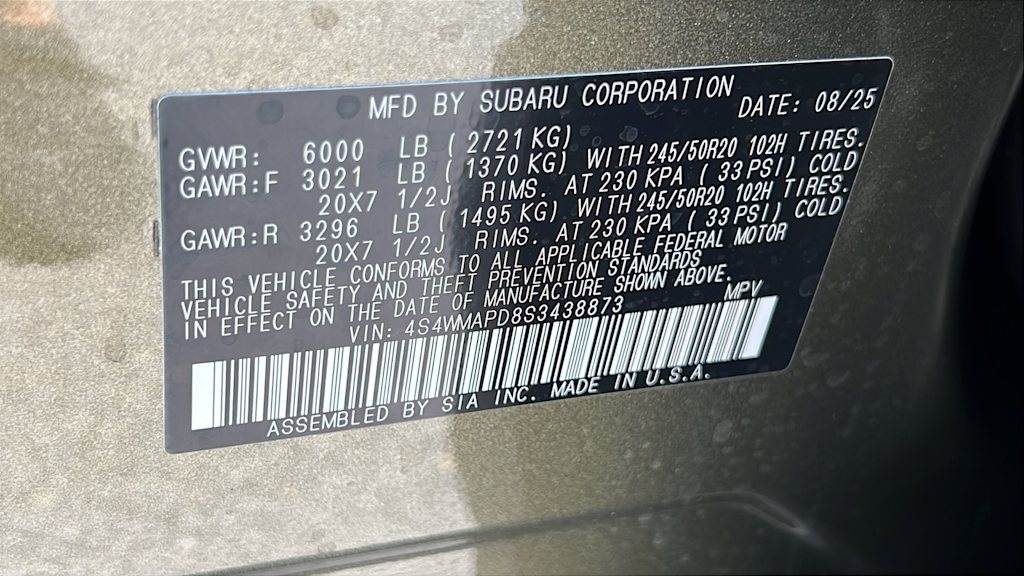 MFD BY SUBARU CORPORATION DATE: 08/25
GVWR: 6000 LB ( 2721 KG)
GAWR:F 3021 LB ( 1370 KG) WITH 245/50R20 102H TIRES.
20X7 1/2J RIMS. AT 230 KPA ( 33 PSI) COLD
GAWR:R 3296 LB ( 1495 KG) WITH 245/50R20 102H TIRES.
20X7 1/2J RIMS. AT 230 KPA ( 33 PSI) COLD
THIS VEHICLE CONFORMS TO ALL APPLICABLE FEDERAL MOTOR
VEHICLE SAFETY AND THEFT PREVENTION STANDARDS
IN EFFECT ON THE DATE OF MANUFACTURE SHOWN ABOVE.
VIN: 4S4WMAPD8S3438873 MPV
ASSEMBLED BY SIA INC. MADE IN U.S.A.